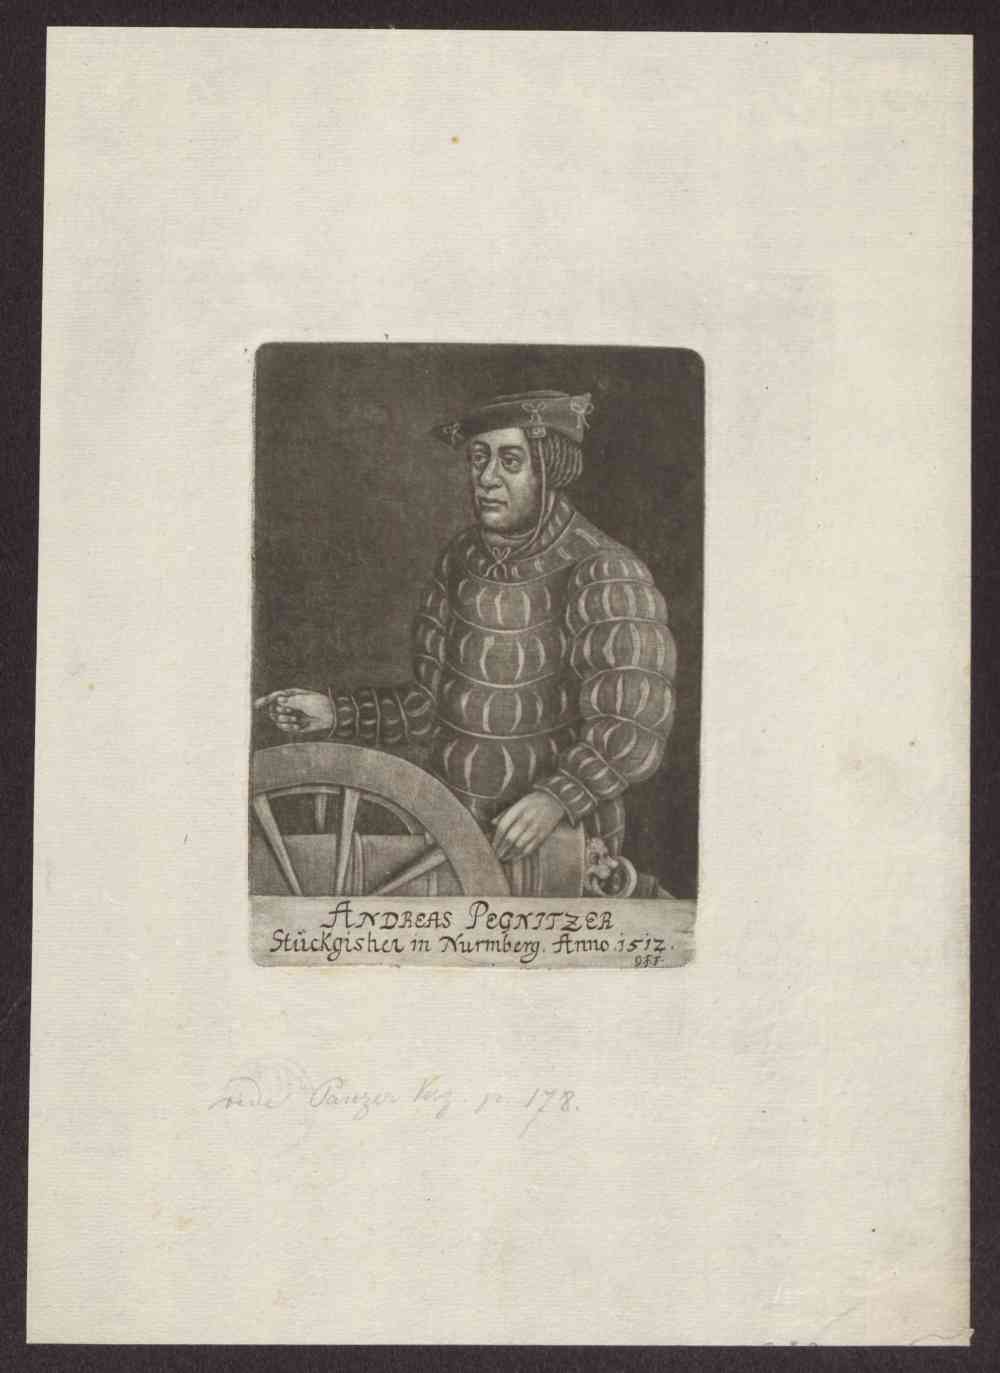 ANDREAS PEGNITZER
Stückgisher in Nurmberg. Anno 1512.
vide Panzer Verz. p. 178.